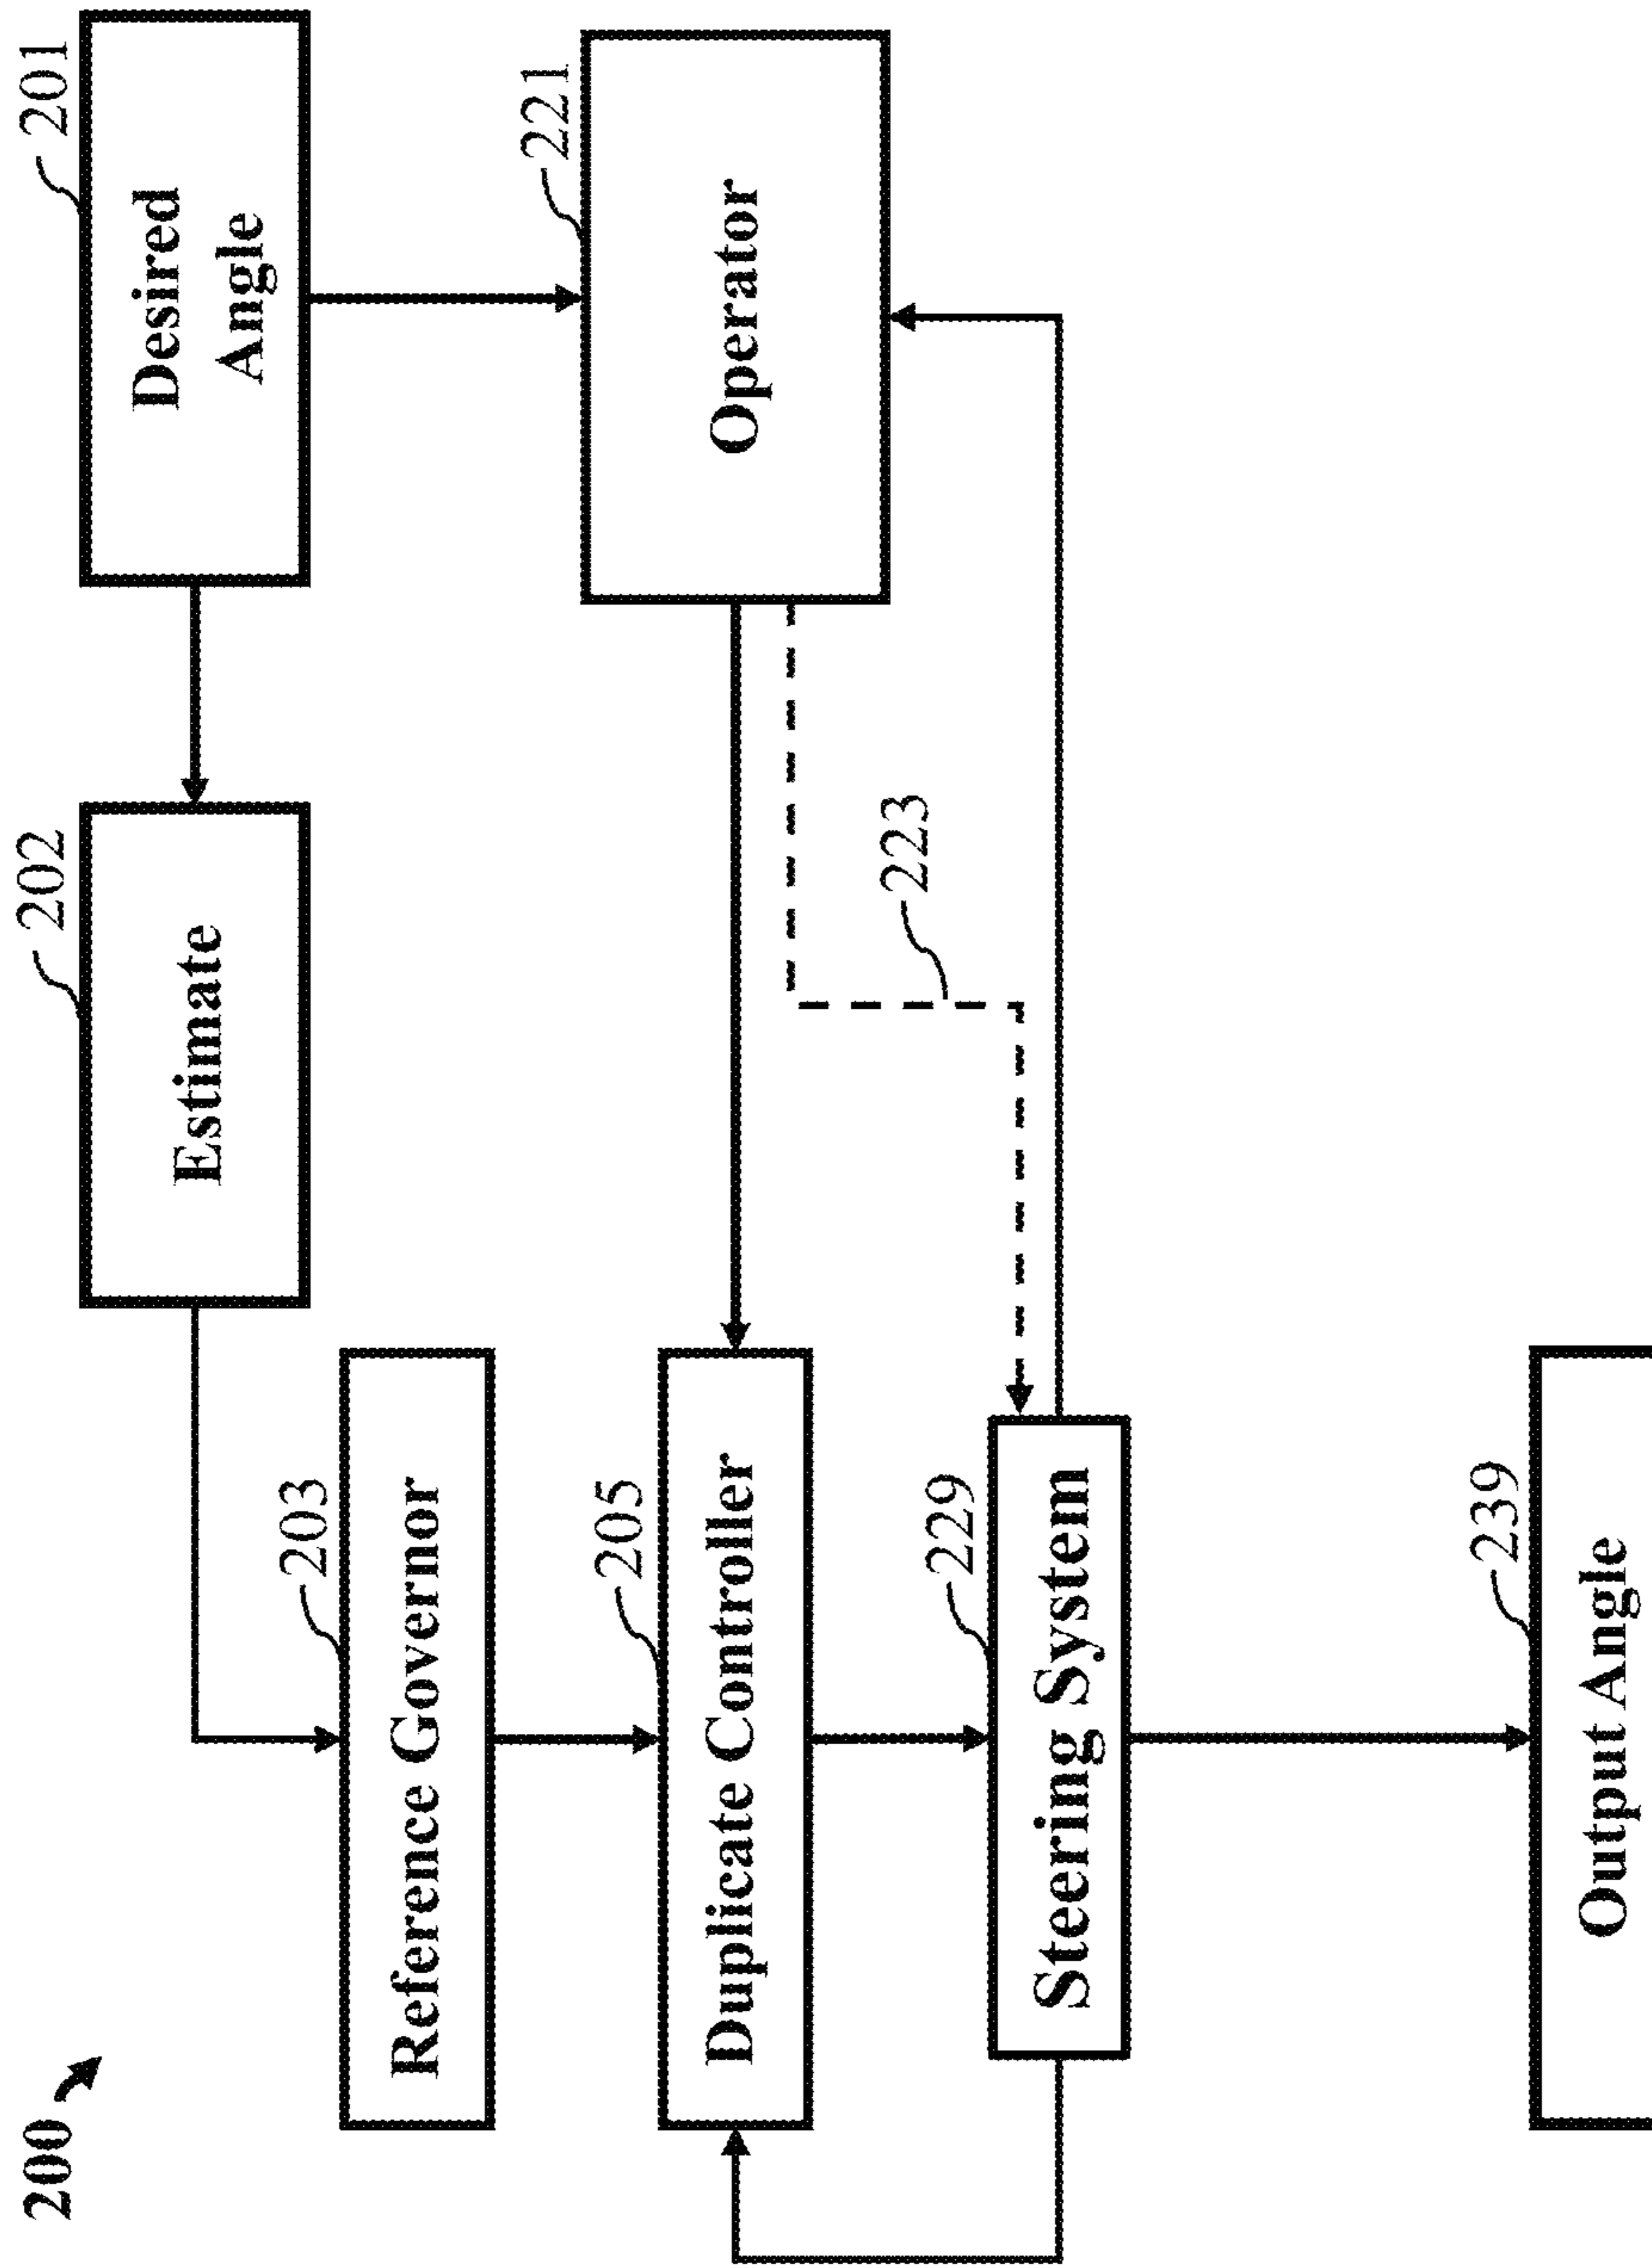 200
201
Desired
Angle
202
Estimate
221
Operator
203
Reference Governor
205
Duplicate Controller
223
229
Steering System
239
Output Angle